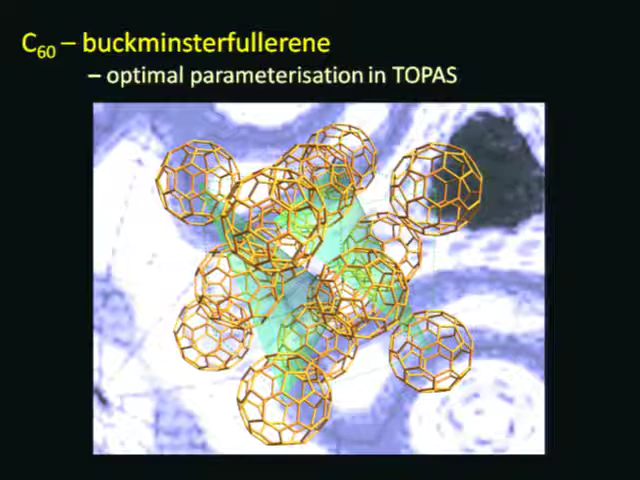 C₆₀ – buckminsterfullerene
– optimal parameterisation in TOPAS